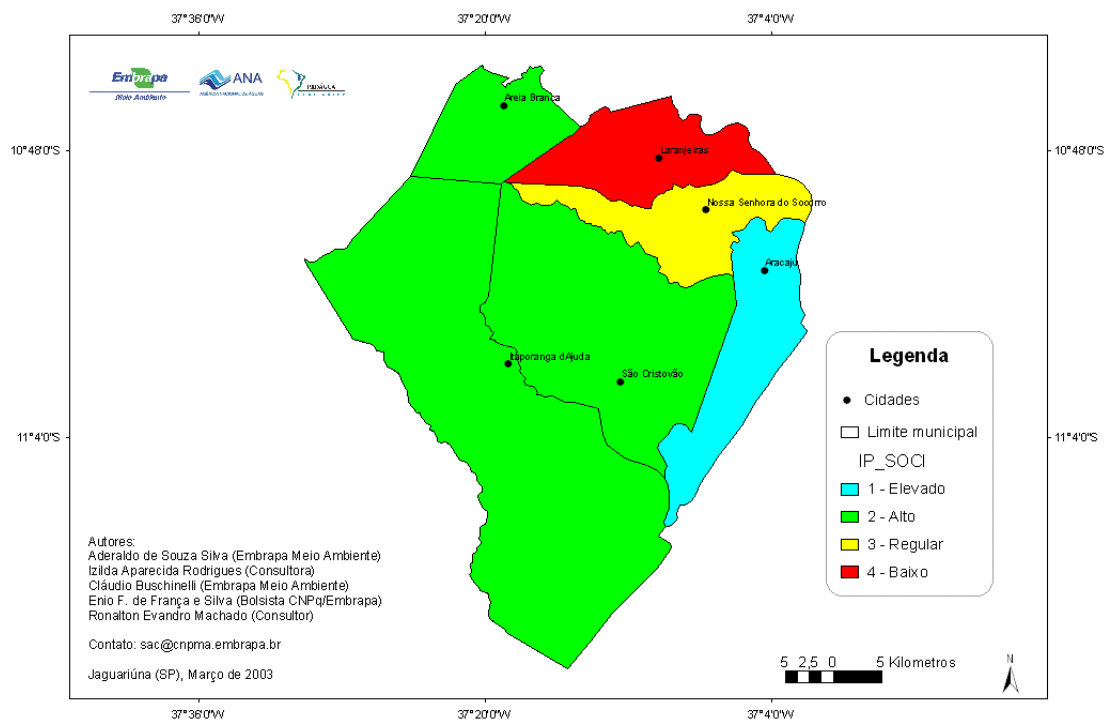 37°36'0"W
37°20'0"W
37°4'0"W
Embrapa
Meio Ambiente
ANA
AGÊNCIA NACIONAL DE ÁGUAS
Areia Branca
10°48'0"S
10°48'0"S
Laranjeiras
Nossa Senhora do Socorro
Aracaju
Itaporanga dAjuda
São Cristovão
Legenda
Cidades
Limite municipal
IP_SOCI
1 - Elevado
2 - Alto
3 - Regular
4 - Baixo
11°4'0"S
11°4'0"S
Autores:
Aderaldo de Souza Silva (Embrapa Meio Ambiente)
Izilda Aparecida Rodrigues (Consultora)
Cláudio Buschinelli (Embrapa Meio Ambiente)
Enio F. de França e Silva (Bolsista CNPq/Embrapa)
Ronalton Evandro Machado (Consultor)
Contato: sac@cnpma.embrapa.br
Jaguariúna (SP), Março de 2003
5 2,5 0 5 Kilometros
N
37°36'0"W
37°20'0"W
37°4'0"W